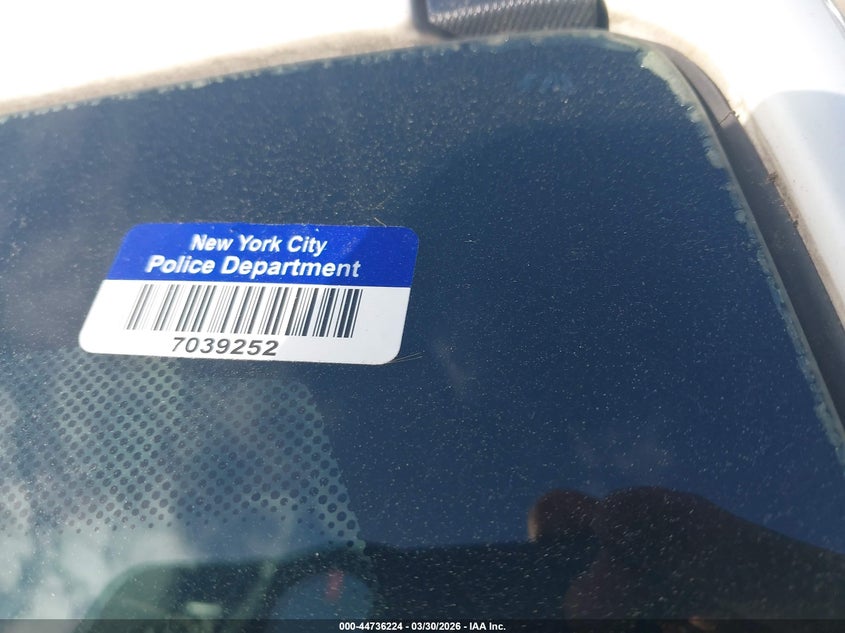 New York City
Police Department
7039252
000-44736224 - 03/30/2026 - IAA Inc.